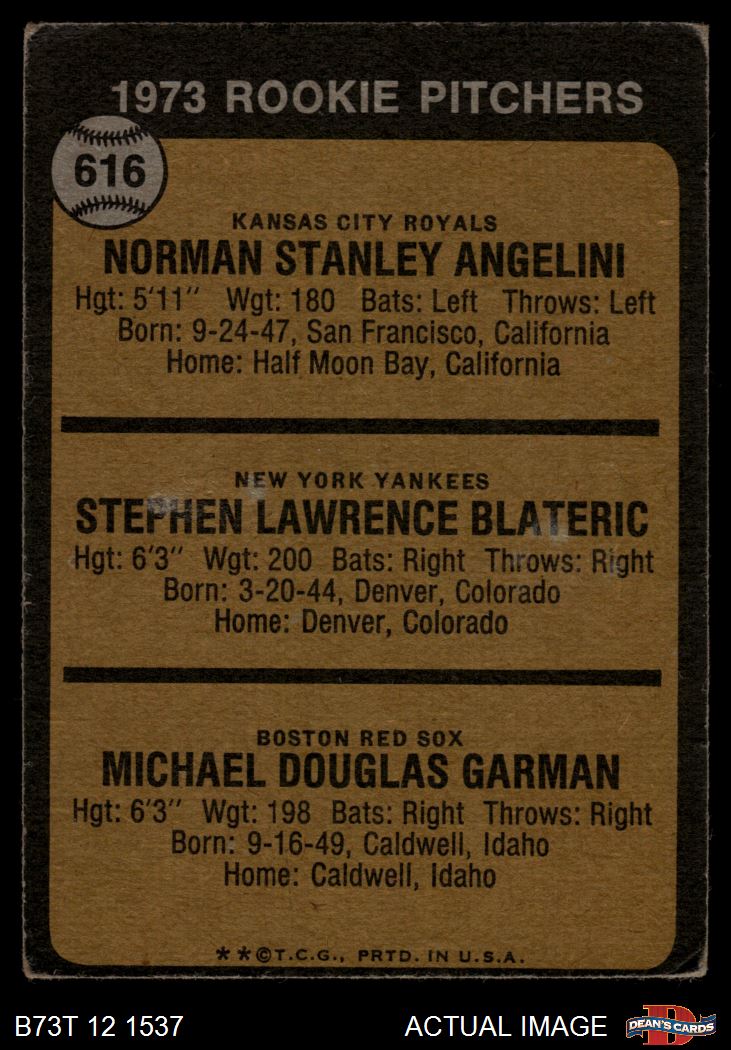 1973 ROOKIE PITCHERS
616
KANSAS CITY ROYALS
NORMAN STANLEY ANGELINI
Hgt: 5'11" Wgt: 180 Bats: Left Throws: Left
Born: 9-24-47, San Francisco, California
Home: Half Moon Bay, California
NEW YORK YANKEES
STEPHEN LAWRENCE BLATERIC
Hgt: 6'3" Wgt: 200 Bats: Right Throws: Right
Born: 3-20-44, Denver, Colorado
Home: Denver, Colorado
BOSTON RED SOX
MICHAEL DOUGLAS GARMAN
Hgt: 6'3" Wgt: 198 Bats: Right Throws: Right
Born: 9-16-49, Caldwell, Idaho
Home: Caldwell, Idaho
**©T.C.G., PRTD. IN U.S.A.
B73T 12 1537
ACTUAL IMAGE
D
DEAN'S CARDS